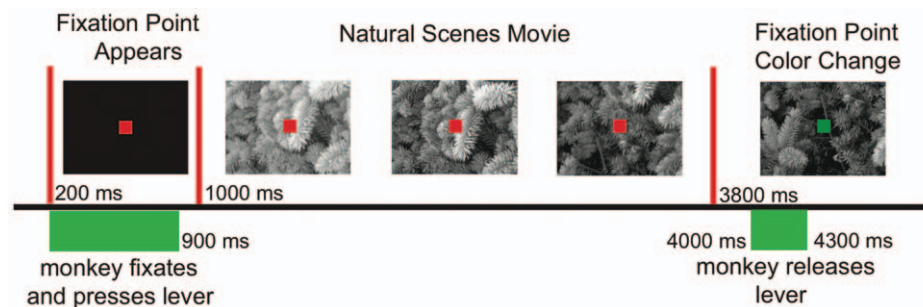 Fixation Point
Appears
Natural Scenes Movie
Fixation Point
Color Change
200 ms
1000 ms
3800 ms
900 ms
4000 ms
4300 ms
monkey fixates
and presses lever
monkey releases
lever